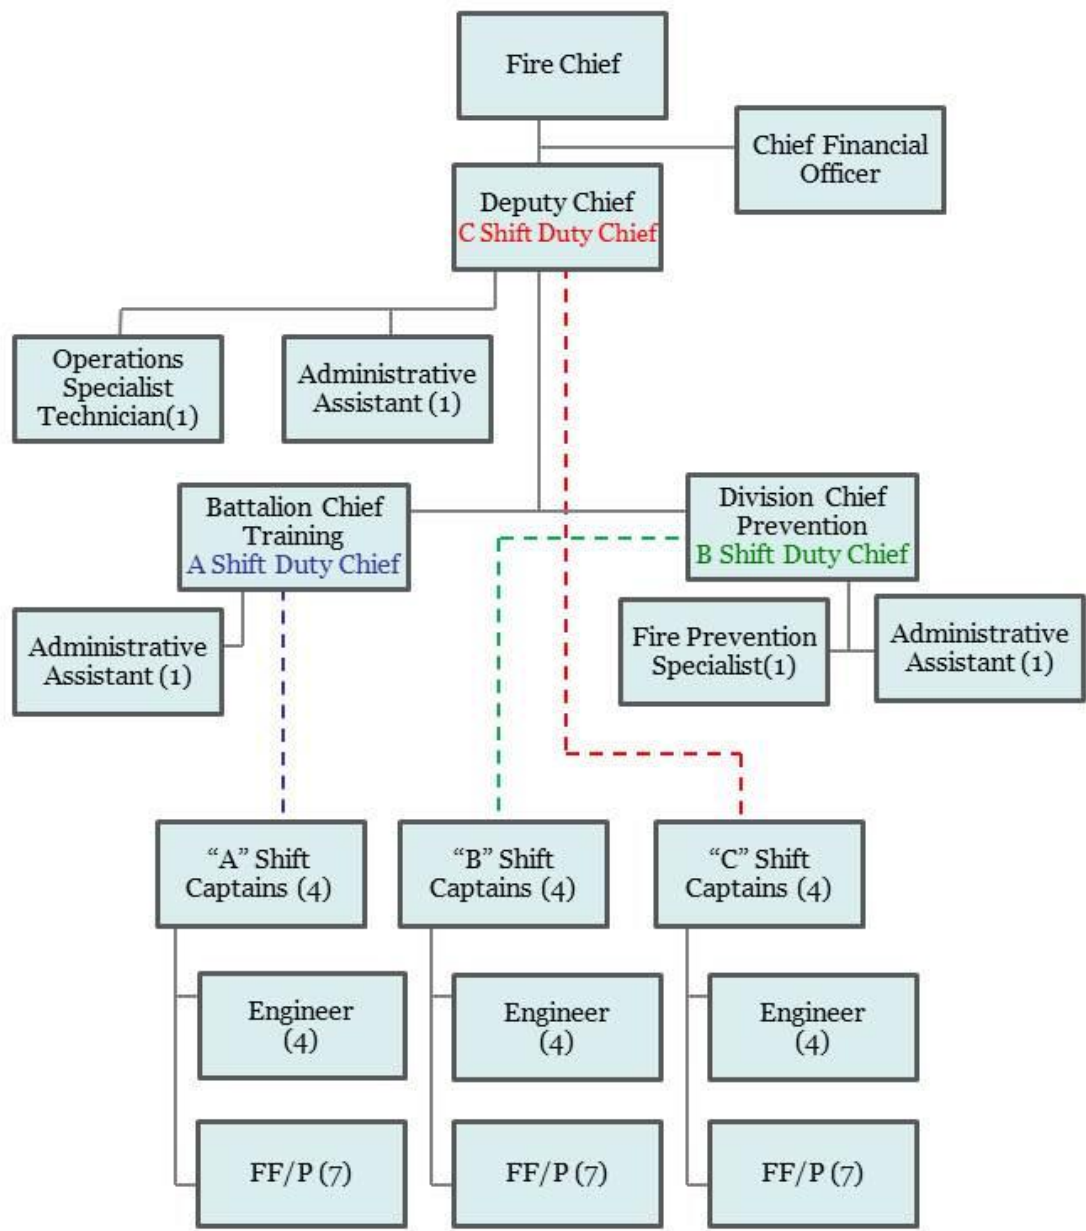 Fire Chief
Chief Financial
Officer
Deputy Chief
C Shift Duty Chief
Operations
Specialist
Technician(1)
Administrative
Assistant (1)
Battalion Chief
Training
A Shift Duty Chief
Division Chief
Prevention
B Shift Duty Chief
Administrative
Assistant (1)
Fire Prevention
Specialist(1)
Administrative
Assistant (1)
“A” Shift
Captains (4)
“B” Shift
Captains (4)
“C” Shift
Captains (4)
Engineer
(4)
Engineer
(4)
Engineer
(4)
FF/P (7)
FF/P (7)
FF/P (7)